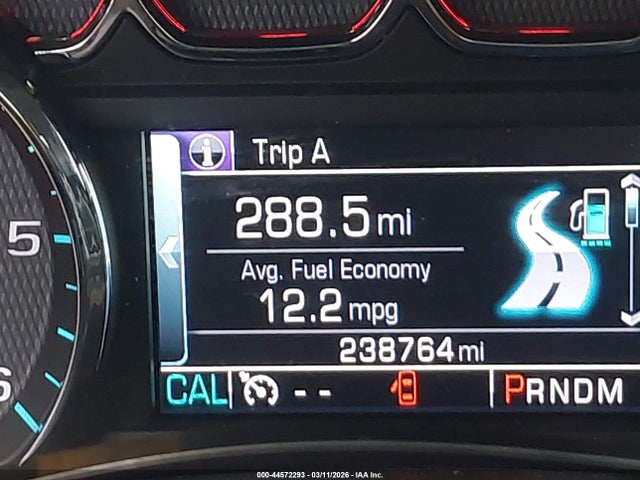 Trip A
288.5 mi
Avg. Fuel Economy
12.2 mpg
238764 mi
CAL -- PRNDM
5
6
000-44572293 - 03/11/2026 - IAA Inc.